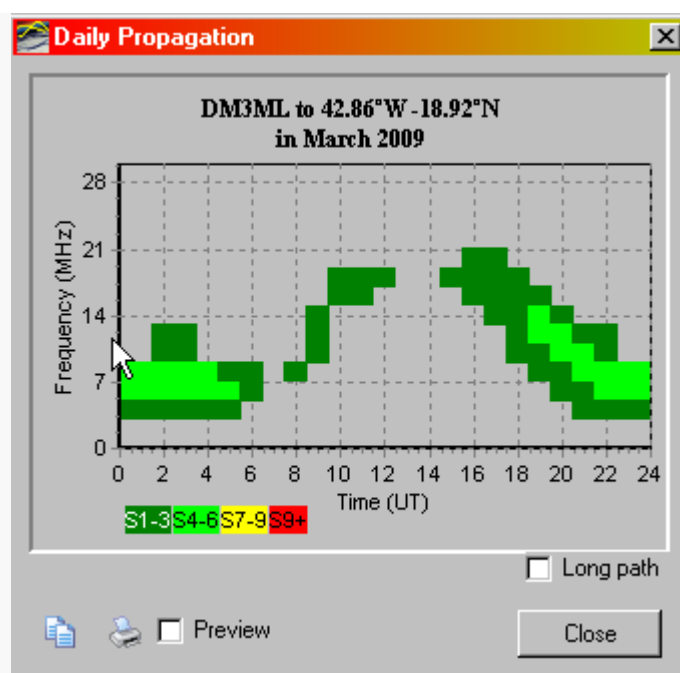 Daily Propagation
DM3ML to 42.86°W -18.92°N
in March 2009
Frequency (MHz)
28
21
14
7
0
0 2 4 6 8 10 12 14 16 18 20 22 24
Time (UT)
S1-3 S4-6 S7-9 S9+
Long path
Preview
Close